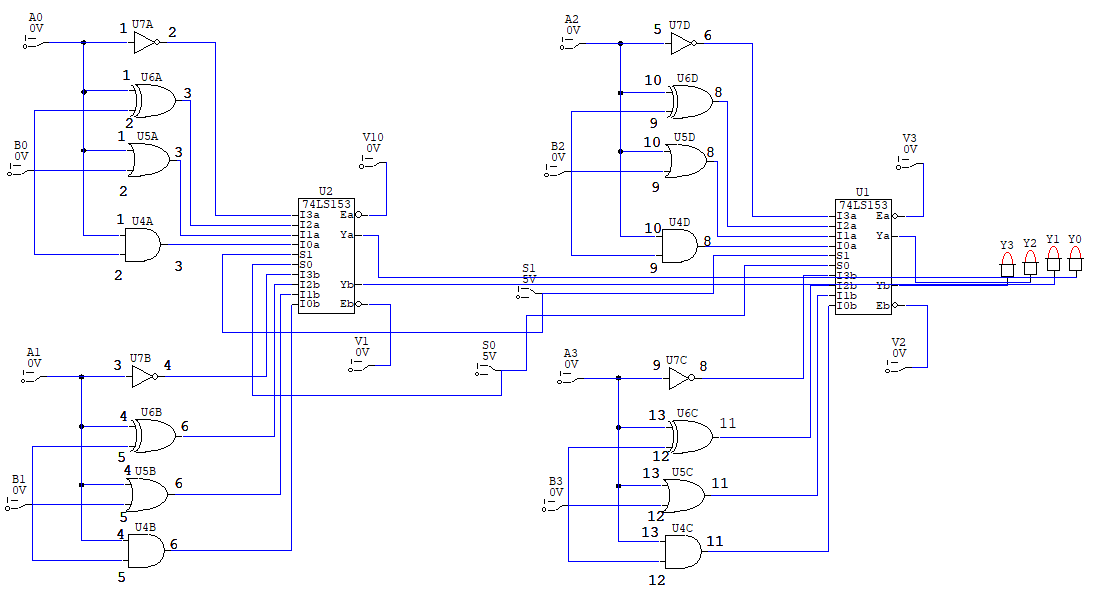 A0
0V
1
U7A
2
1
U6A
3
2
B0
0V
1
U5A
3
2
1
U4A
3
2
V10
0V
U2
74LS153
I3a
I2a
I1a
I0a
S1
S0
I3b
I2b
I1b
I0b
Ea
Ya
Yb
Eb
V1
0V
S1
5V
S0
5V
A1
0V
3
U7B
4
4
U6B
6
5
B1
0V
4
U5B
6
5
4
U4B
6
5
A2
0V
5
U7D
6
10
U6D
8
9
B2
0V
10
U5D
8
9
10
U4D
8
9
V3
0V
U1
74LS153
I3a
I2a
I1a
I0a
S1
S0
I3b
I2b
I1b
I0b
Ea
Ya
Yb
Eb
V2
0V
Y3
Y2
Y1
Y0
A3
0V
9
U7C
8
13
U6C
11
12
B3
0V
13
U5C
11
12
13
U4C
11
12